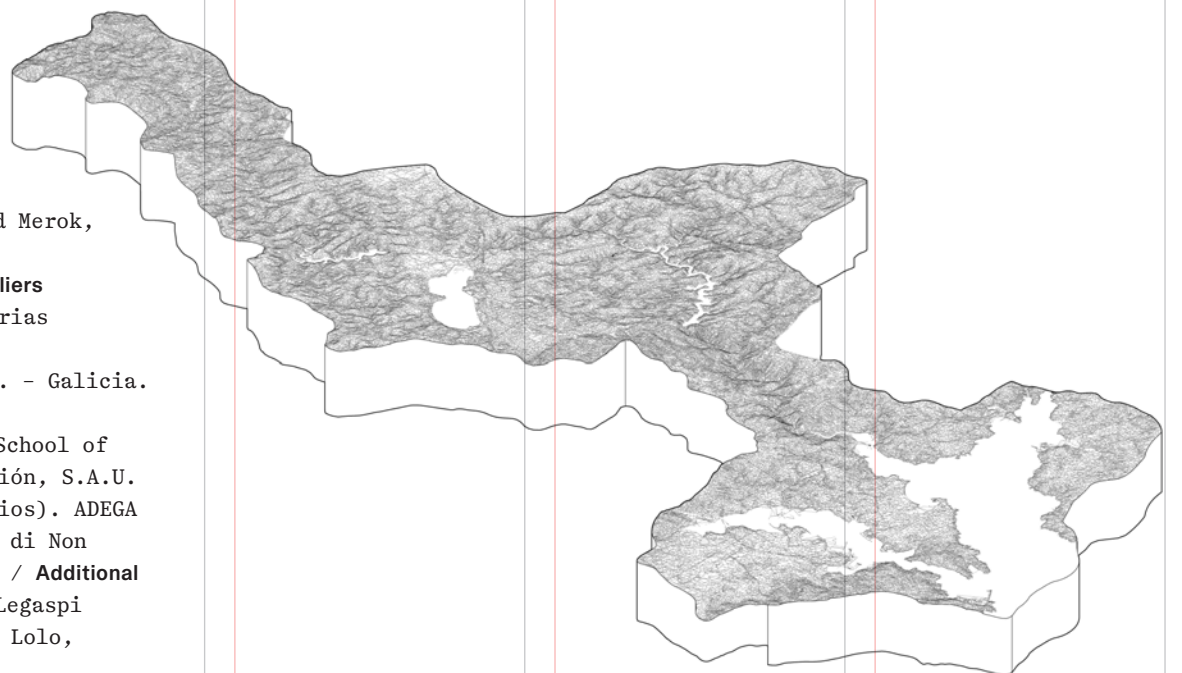 d Merok,
liers
rias
. – Galicia.
School of
ión, S.A.U.
ios). ADEGA
di Non
/ Additional
Legaspi
Lolo,